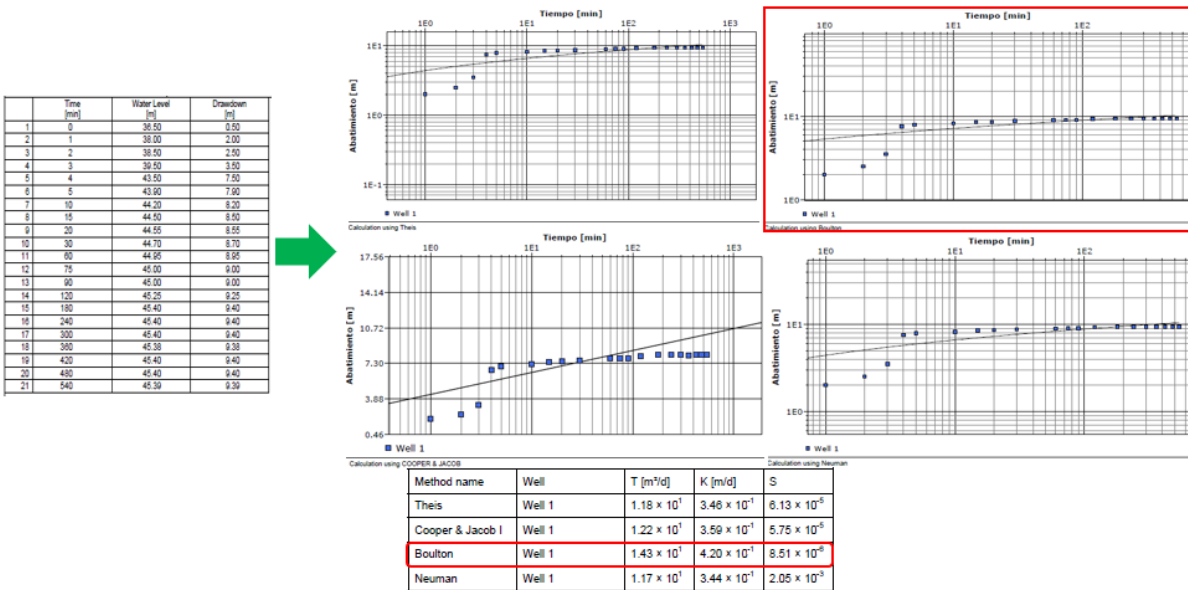 Time [min] Water Level [m] Drawdown [m]
1 0 36.50 0.50
2 1 38.00 2.00
3 2 38.50 2.50
4 3 39.50 3.50
5 4 43.50 7.50
6 5 43.90 7.90
7 10 44.20 8.20
8 15 44.50 8.50
9 20 44.55 8.55
10 30 44.70 8.70
11 60 44.95 8.95
12 75 45.00 9.00
13 90 45.00 9.00
14 120 45.25 9.25
15 180 45.40 9.40
16 240 45.40 9.40
17 300 45.40 9.40
18 360 45.38 9.38
19 420 45.40 9.40
20 480 45.40 9.40
21 540 45.39 9.39
Tiempo [min]
1E0 1E1 1E2 1E3
Abatimiento [m]
1E1
1E0
1E-1
Well 1
Calculation using Theis
Tiempo [min]
1E0 1E1 1E2
Abatimiento [m]
1E1
1E0
Well 1
Calculation using Boulton
Tiempo [min]
1E0 1E1 1E2 1E3
Abatimiento [m]
17.56
14.14
10.72
7.30
3.88
0.46
Well 1
Calculation using COOPER & JACOB
Tiempo [min]
1E0 1E1 1E2
Abatimiento [m]
1E1
1E0
Well 1
Calculation using Neuman
Method name Well T [m²/d] K [m/d] S
Theis Well 1 1.18 × 10¹ 3.46 × 10⁻¹ 6.13 × 10⁻⁵
Cooper & Jacob I Well 1 1.22 × 10¹ 3.59 × 10⁻¹ 5.75 × 10⁻⁵
Boulton Well 1 1.43 × 10¹ 4.20 × 10⁻¹ 8.51 × 10⁻⁶
Neuman Well 1 1.17 × 10¹ 3.44 × 10⁻¹ 2.05 × 10⁻³